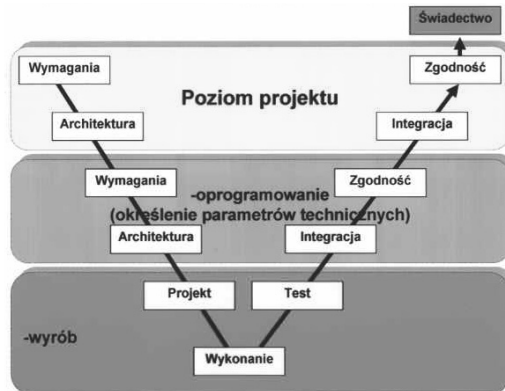 Świadectwo
Wymagania
Zgodność
Poziom projektu
Architektura
Integracja
Wymagania
Zgodność
-oprogramowanie
(określenie parametrów technicznych)
Architektura
Integracja
Projekt
Test
-wyrób
Wykonanie